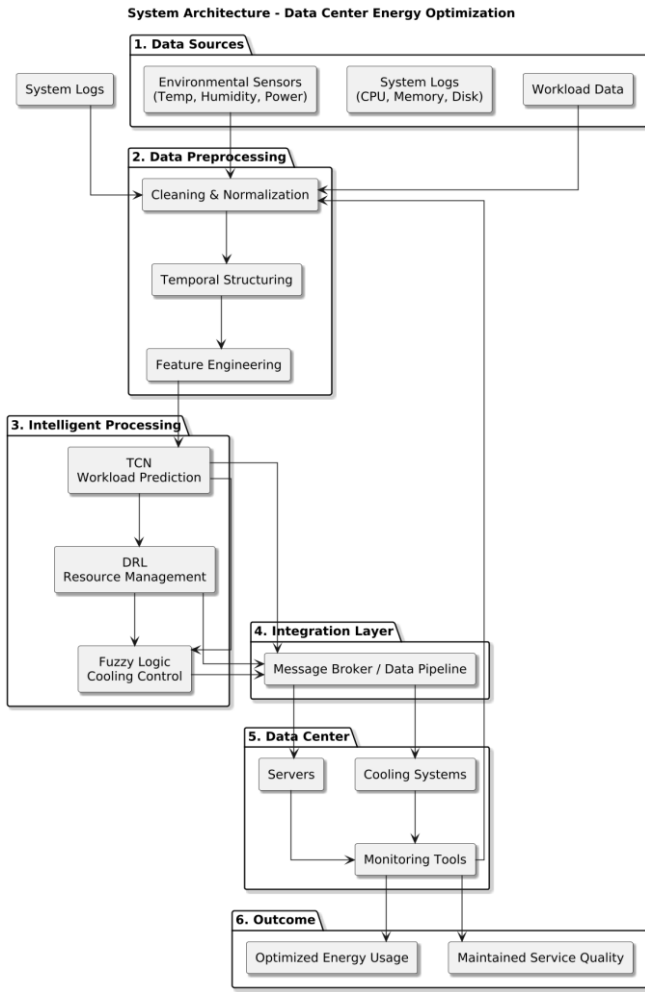 System Architecture - Data Center Energy Optimization
1. Data Sources
System Logs
Environmental Sensors
(Temp, Humidity, Power)
System Logs
(CPU, Memory, Disk)
Workload Data
2. Data Preprocessing
Cleaning & Normalization
Temporal Structuring
Feature Engineering
3. Intelligent Processing
TCN
Workload Prediction
DRL
Resource Management
Fuzzy Logic
Cooling Control
4. Integration Layer
Message Broker / Data Pipeline
5. Data Center
Servers
Cooling Systems
Monitoring Tools
6. Outcome
Optimized Energy Usage
Maintained Service Quality